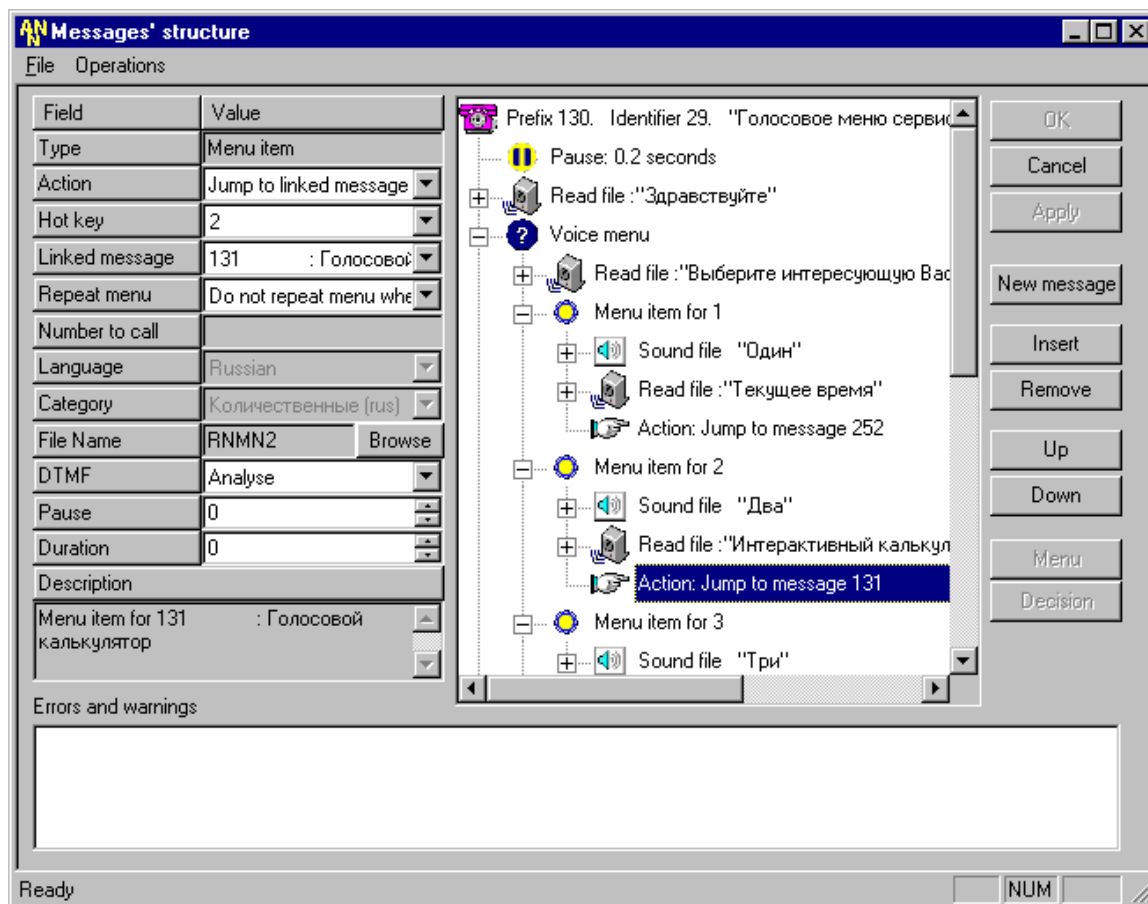 Messages' structure
File Operations
Field Value
Type Menu item
Action Jump to linked message
Hot key 2
Linked message 131 : Голосовой
Repeat menu Do not repeat menu whe
Number to call
Language Russian
Category Количественные (rus)
File Name RNMN2 Browse
DTMF Analyse
Pause 0
Duration 0
Description
Menu item for 131 : Голосовой
калькулятор
Prefix 130. Identifier 29. "Голосовое меню серви
Pause: 0.2 seconds
Read file :"Здравствуйте"
Voice menu
Read file :"Выберите интересующую Вас
Menu item for 1
Sound file "Один"
Read file :"Текущее время"
Action: Jump to message 252
Menu item for 2
Sound file "Два"
Read file :"Интерактивный калькул
Action: Jump to message 131
Menu item for 3
Sound file "Три"
OK
Cancel
Apply
New message
Insert
Remove
Up
Down
Menu
Decision
Errors and warnings
Ready NUM